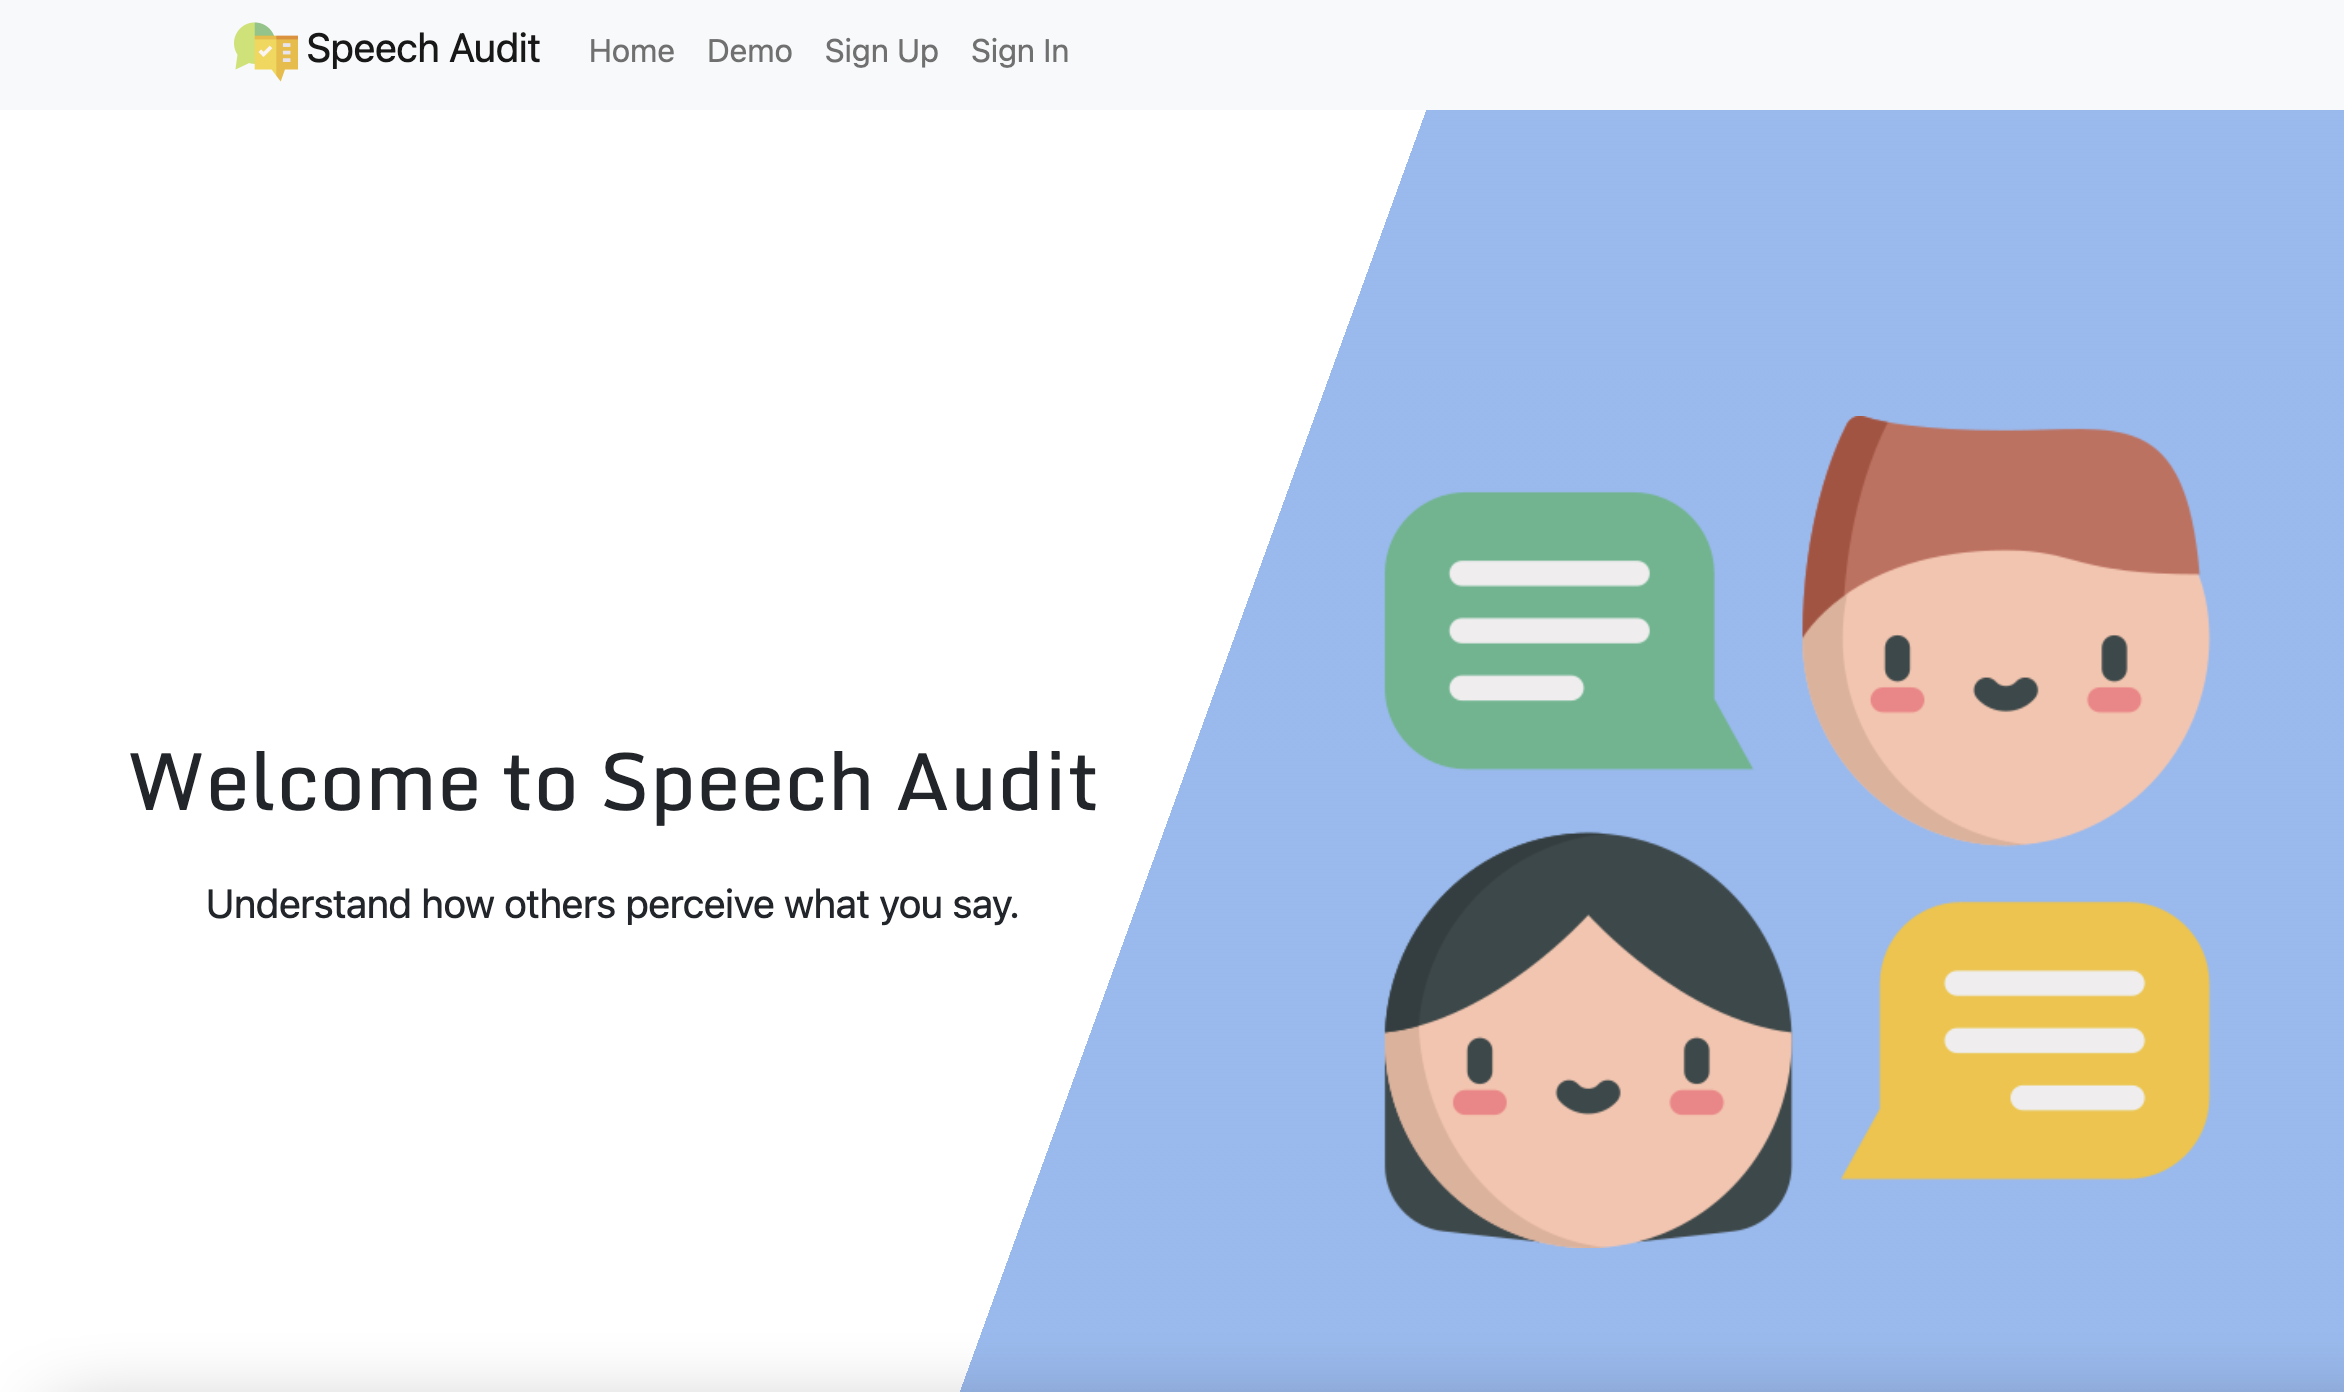 Speech Audit Home Demo Sign Up Sign In
Welcome to Speech Audit
Understand how others perceive what you say.